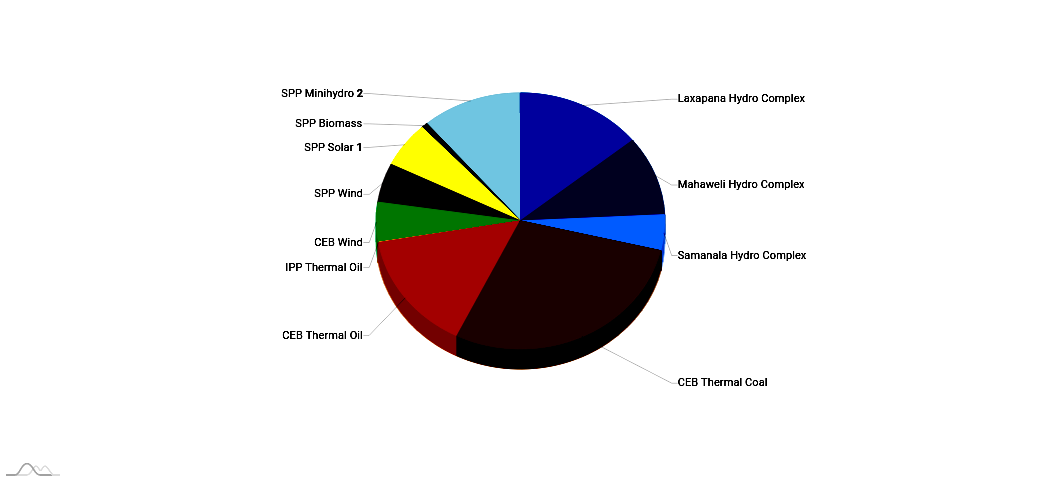 SPP Minihydro 2
SPP Biomass
SPP Solar 1
SPP Wind
CEB Wind
IPP Thermal Oil
CEB Thermal Oil
Laxapana Hydro Complex
Mahaweli Hydro Complex
Samanala Hydro Complex
CEB Thermal Coal